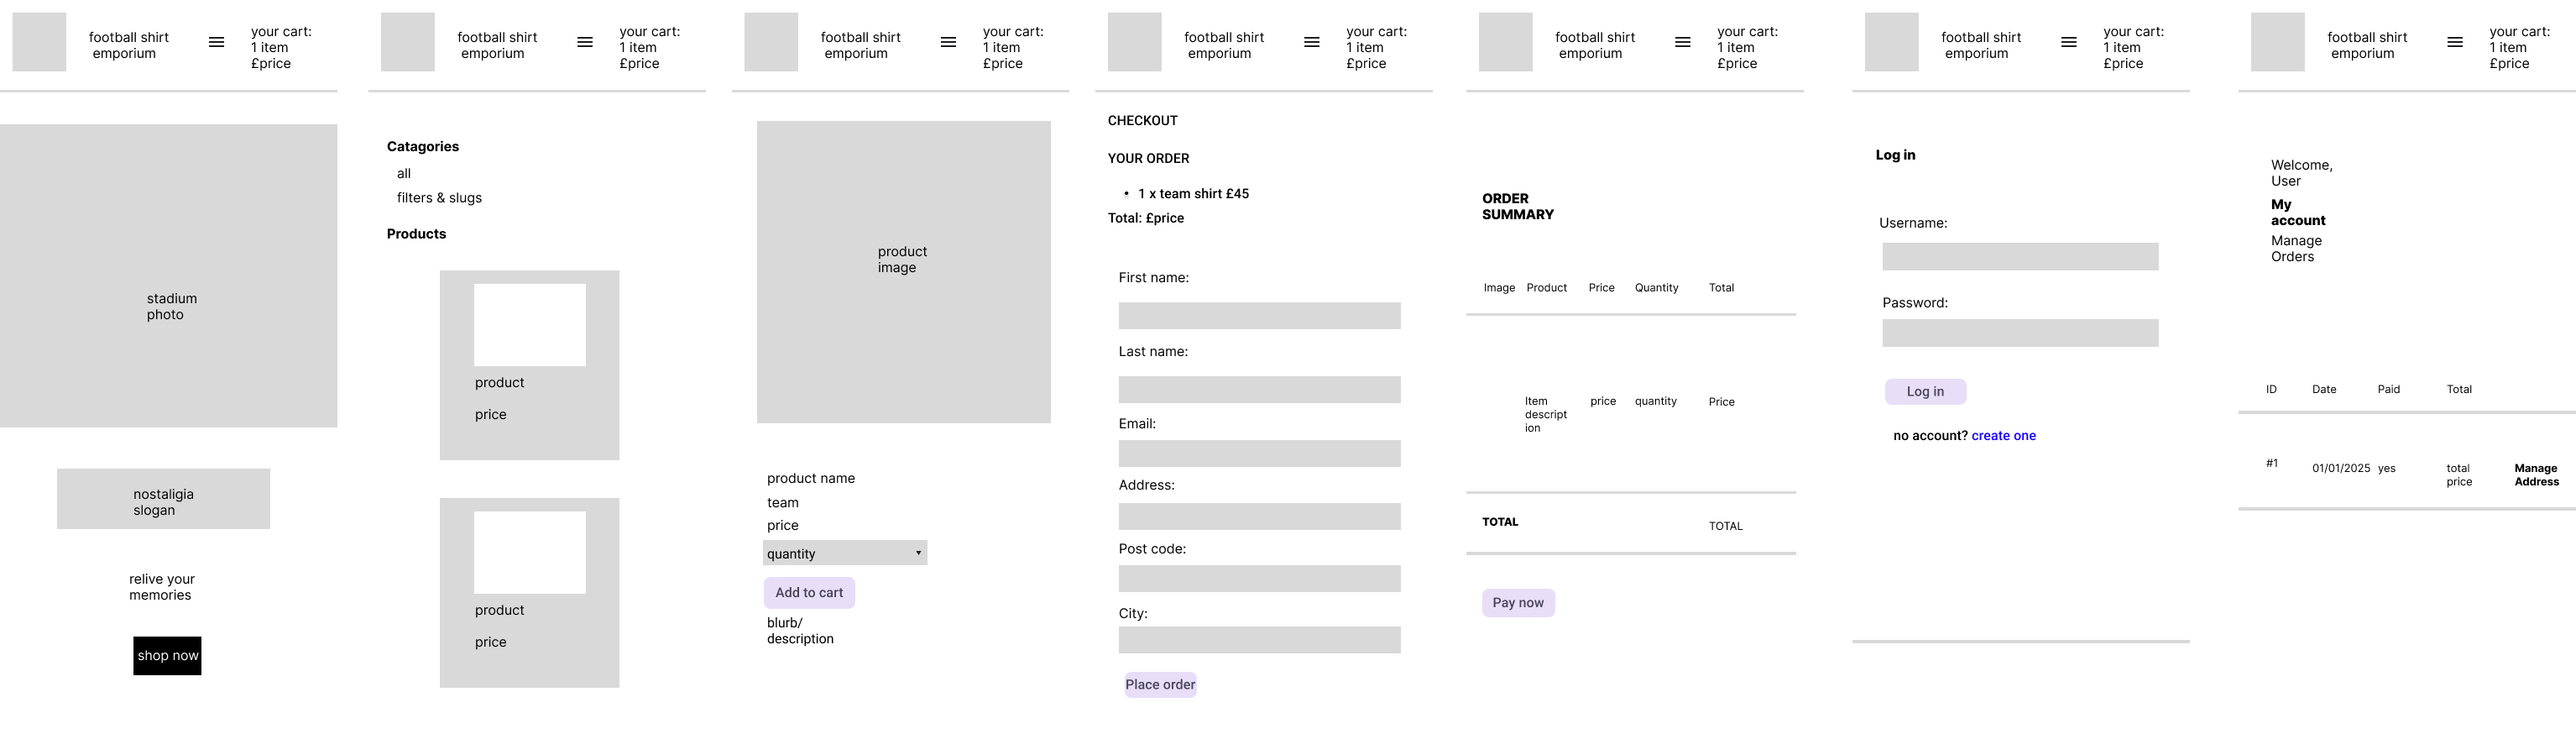 football shirt
emporium
your cart:
1 item
£price
stadium
photo
nostaligia
slogan
relive your
memories
shop now
football shirt
emporium
your cart:
1 item
£price
Catagories
all
filters & slugs
Products
product
price
product
price
football shirt
emporium
your cart:
1 item
£price
product
image
product name
team
price
quantity
Add to cart
blurb/
description
football shirt
emporium
your cart:
1 item
£price
CHECKOUT
YOUR ORDER
• 1 x team shirt £45
Total: £price
First name:
Last name:
Email:
Address:
Post code:
City:
Place order
football shirt
emporium
your cart:
1 item
£price
ORDER
SUMMARY
Image Product Price Quantity Total
Item
descript
ion
price quantity Price
TOTAL TOTAL
Pay now
football shirt
emporium
your cart:
1 item
£price
Log in
Username:
Password:
Log in
no account? create one
football shirt
emporium
your cart:
1 item
£price
Welcome,
User
My
account
Manage
Orders
ID Date Paid Total
#1 01/01/2025 yes
total
price
Manage
Address